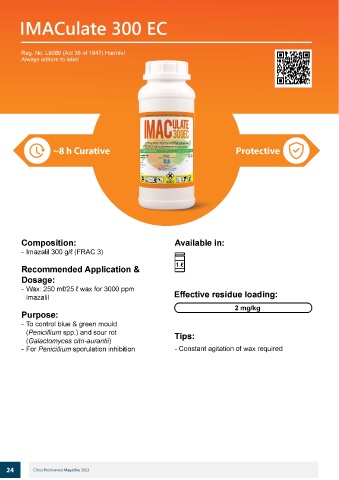 IMACulate 300 EC
Reg. No. L9080 (Act 36 of 1947) Harmful
Always adhere to label
IMACULATE
300EC
~8 h Curative
Protective
Composition:
- Imazalil 300 g/ℓ (FRAC 3)
Recommended Application &
Dosage:
- Wax: 250 mℓ/25 ℓ wax for 3000 ppm
imazalil
Purpose:
- To control blue & green mould
(Penicillium spp.) and sour rot
(Galactomyces citri-aurantii)
- For Penicillium sporulation inhibition
Available in:
1 ℓ
Effective residue loading:
2 mg/kg
Tips:
- Constant agitation of wax required
24
Citrus Postharvest Magazine 2022